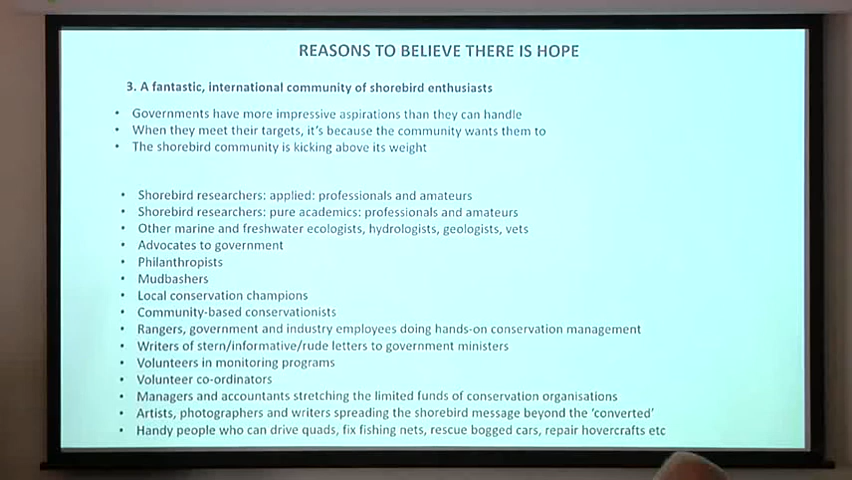 REASONS TO BELIEVE THERE IS HOPE
3. A fantastic, international community of shorebird enthusiasts
• Governments have more impressive aspirations than they can handle
• When they meet their targets, it's because the community wants them to
• The shorebird community is kicking above its weight
• Shorebird researchers: applied: professionals and amateurs
• Shorebird researchers: pure academics: professionals and amateurs
• Other marine and freshwater ecologists, hydrologists, geologists, vets
• Advocates to government
• Philanthropists
• Mudbashers
• Local conservation champions
• Community-based conservationists
• Rangers, government and industry employees doing hands-on conservation management
• Writers of stern/informative/rude letters to government ministers
• Volunteers in monitoring programs
• Volunteer co-ordinators
• Managers and accountants stretching the limited funds of conservation organisations
• Artists, photographers and writers spreading the shorebird message beyond the 'converted'
• Handy people who can drive quads, fix fishing nets, rescue bogged cars, repair hovercrafts etc